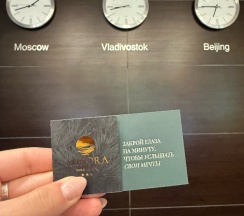 Moscow
Vladivostok
Beijing
ЗАКРОЙ ГЛАЗА
НА МИНУТУ,
ЧТОБЫ УСЛЫШАТЬ
СВОИ МЕЧТЫ